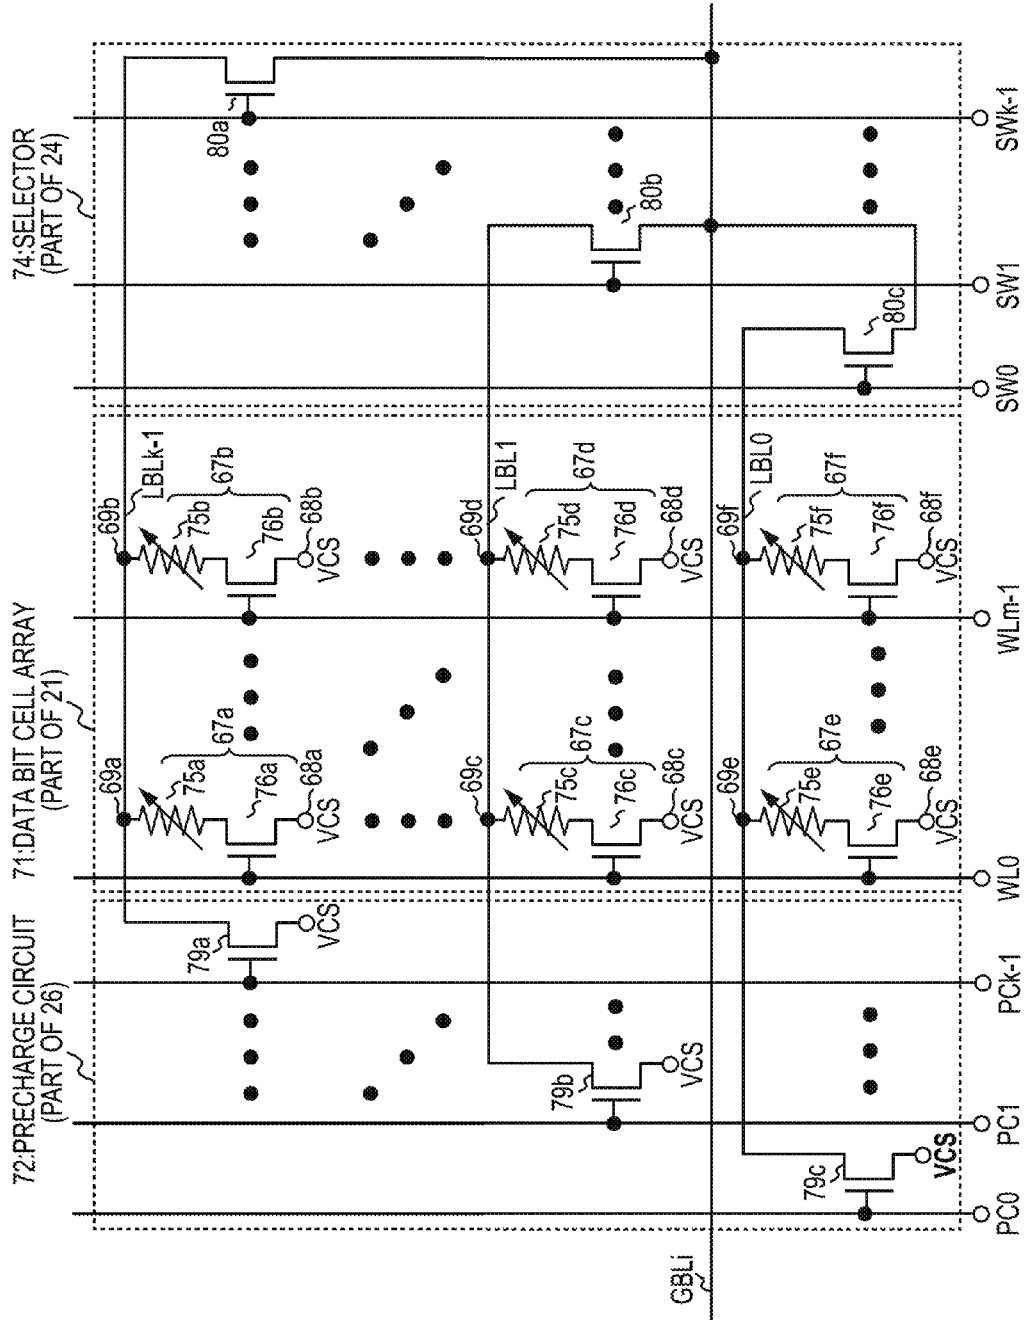 74:SELECTOR
(PART OF 24)
80a
80b
80c
SWk-1
SW1
SW0
71:DATA BIT CELL ARRAY
(PART OF 21)
69b
LBLk-1
75b
67b
76b
68b
VCS
69d
LBL1
75d
67d
76d
68d
VCS
69f
LBL0
75f
67f
76f
68f
VCS
WLm-1
69a
75a
67a
76a
68a
VCS
69c
75c
67c
76c
68c
VCS
69e
75e
67e
76e
68e
VCS
WL0
72:PRECHARGE CIRCUIT
(PART OF 26)
79a
VCS
79b
VCS
79c
VCS
PCk-1
PC1
PC0
GBLi